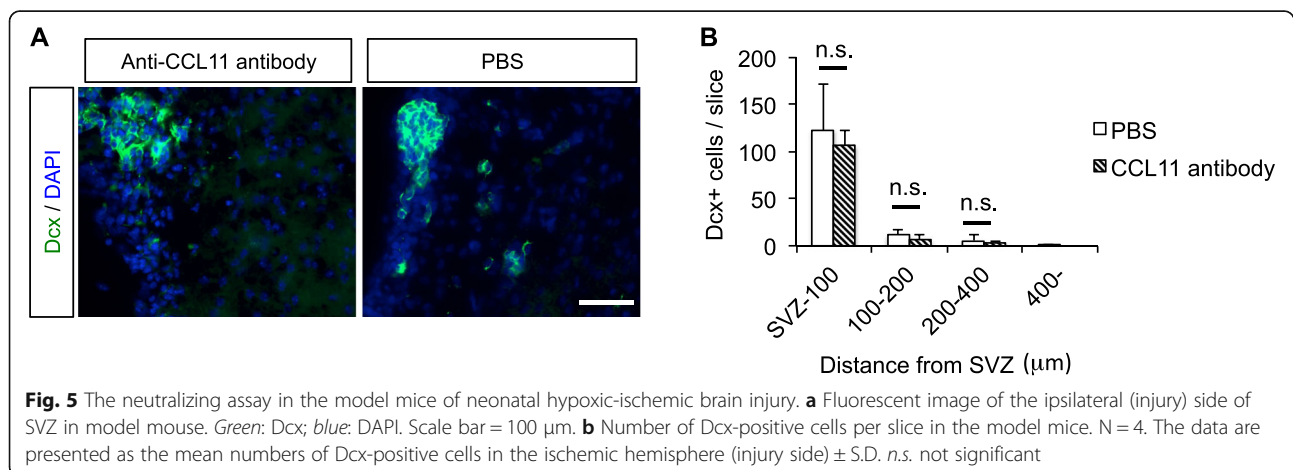 A
Anti-CCL11 antibody
PBS
Dcx / DAPI
B
n.s.
n.s.
n.s.
200
150
100
50
0
Dcx+ cells / slice
SVZ-100
100-200
200-400
400-
Distance from SVZ (μm)
PBS
CCL11 antibody
Fig. 5 The neutralizing assay in the model mice of neonatal hypoxic-ischemic brain injury. a Fluorescent image of the ipsilateral (injury) side of
SVZ in model mouse. Green: Dcx; blue: DAPI. Scale bar = 100 μm. b Number of Dcx-positive cells per slice in the model mice. N = 4. The data are
presented as the mean numbers of Dcx-positive cells in the ischemic hemisphere (injury side) ± S.D. n.s. not significant